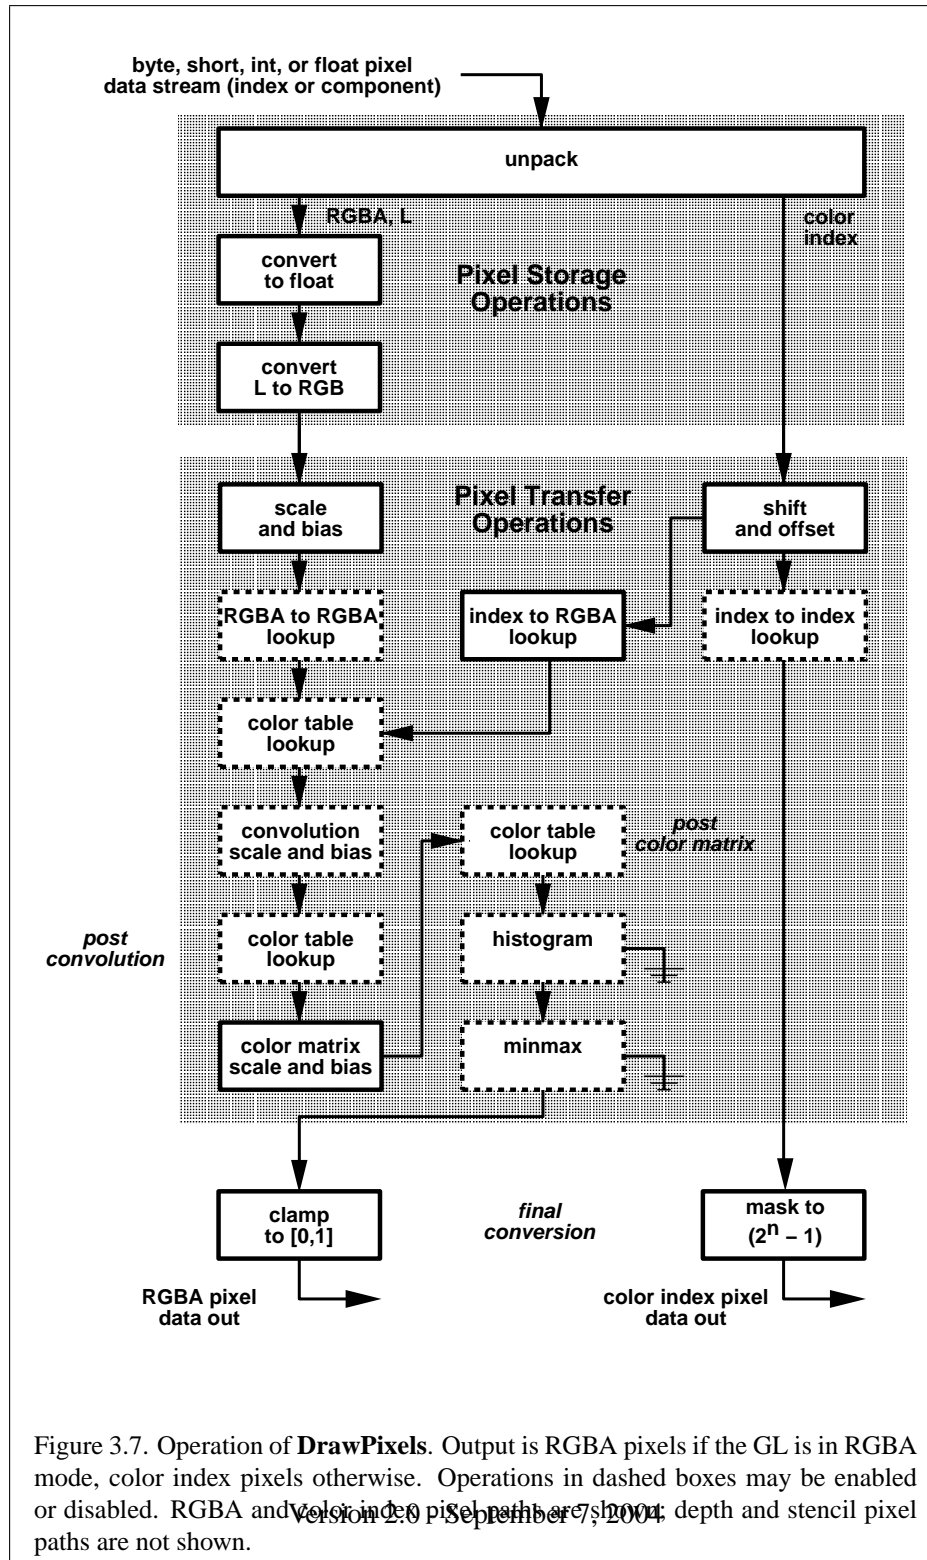 byte, short, int, or float pixel
data stream (index or component)
unpack
RGBA, L
color
index
convert
to float
Pixel Storage
Operations
convert
L to RGB
scale
and bias
Pixel Transfer
Operations
shift
and offset
RGBA to RGBA
lookup
index to RGBA
lookup
index to index
lookup
color table
lookup
convolution
scale and bias
color table
lookup
post
color matrix
post
convolution
color table
lookup
histogram
color matrix
scale and bias
minmax
clamp
to [0,1]
final
conversion
mask to
(2^n − 1)
RGBA pixel
data out
color index pixel
data out
Figure 3.7. Operation of DrawPixels. Output is RGBA pixels if the GL is in RGBA
mode, color index pixels otherwise. Operations in dashed boxes may be enabled
or disabled. RGBA and color index pixel paths are shown; depth and stencil pixel
Version 2.0 - September 7, 2004
paths are not shown.